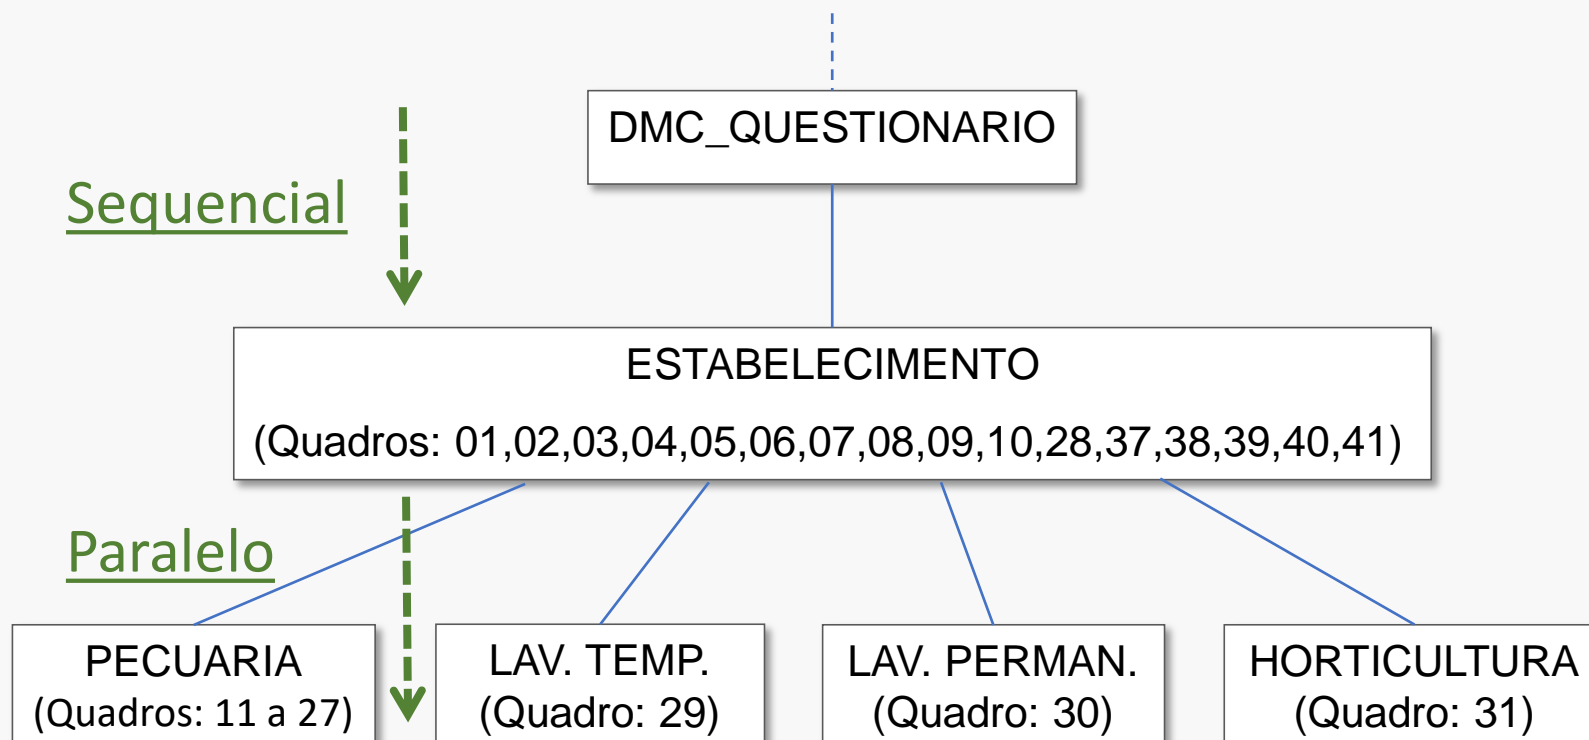 DMC_QUESTIONARIO
Sequencial
ESTABELECIMENTO
(Quadros: 01,02,03,04,05,06,07,08,09,10,28,37,38,39,40,41)
Paralelo
PECUARIA
(Quadros: 11 a 27)
LAV. TEMP.
(Quadro: 29)
LAV. PERMAN.
(Quadro: 30)
HORTICULTURA
(Quadro: 31)